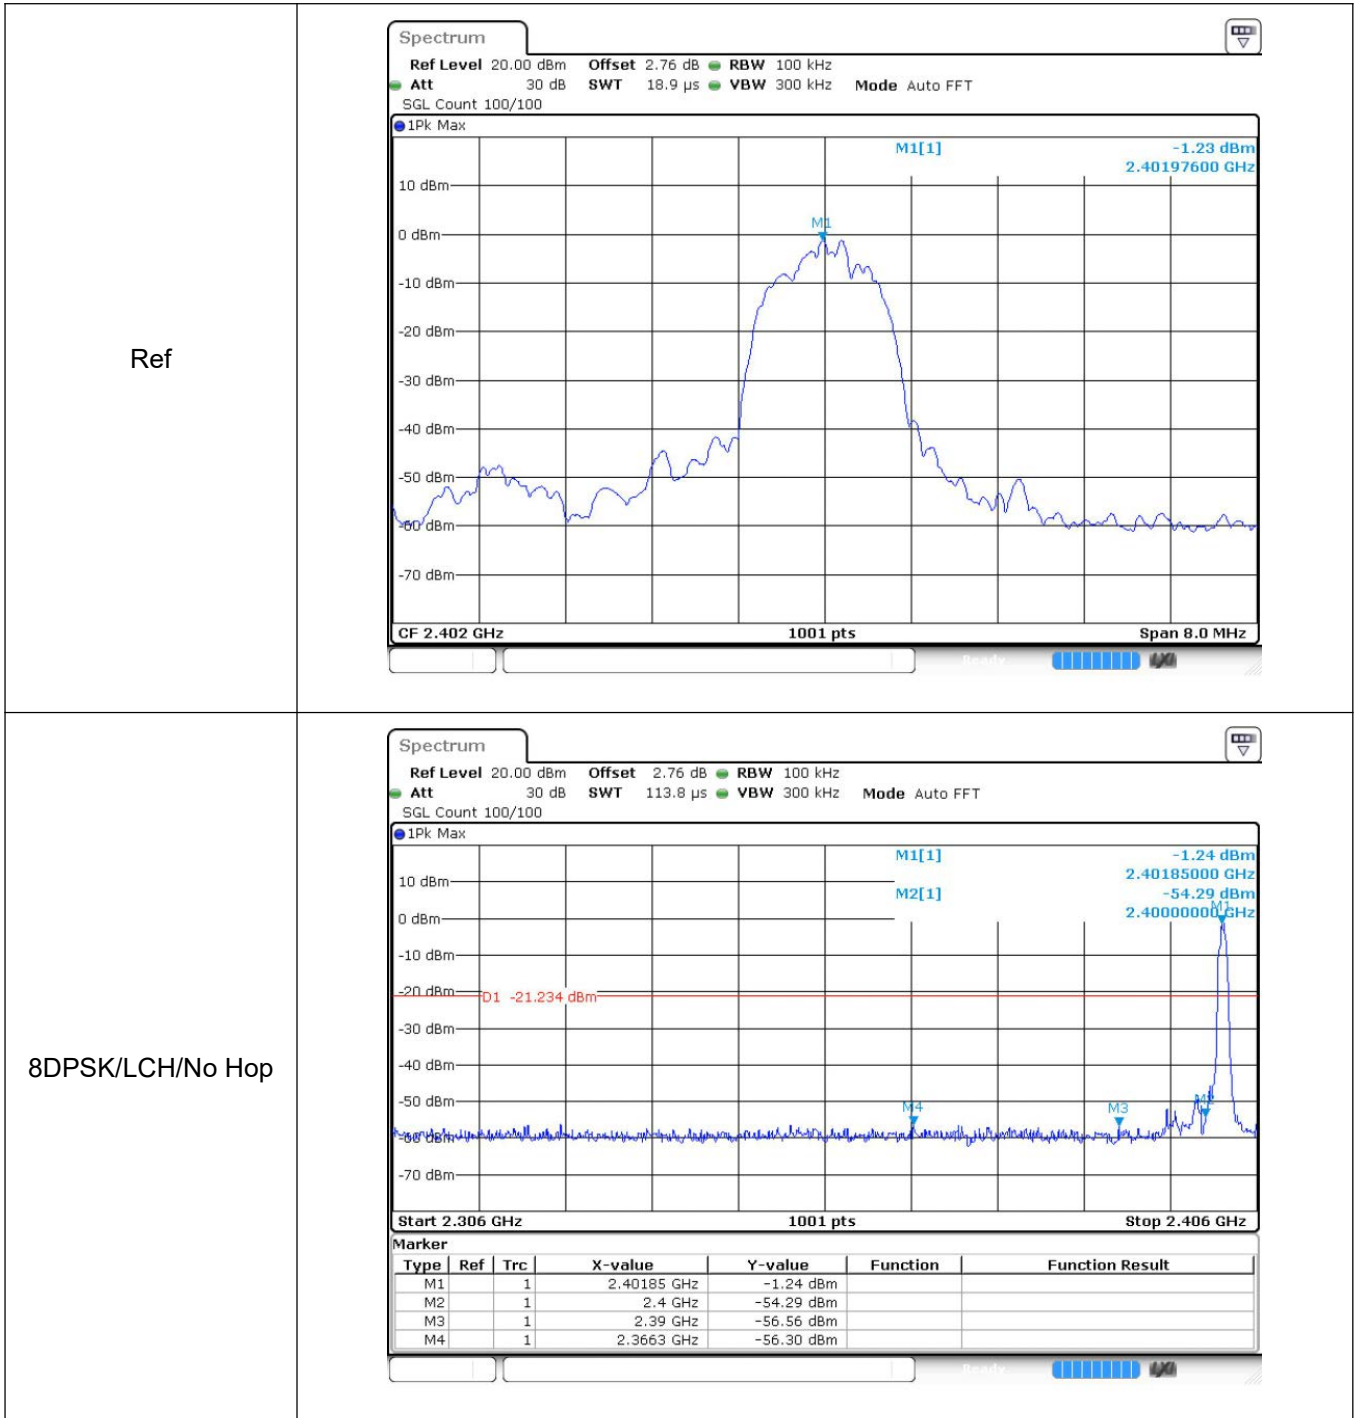 Ref
Spectrum
Ref Level 20.00 dBm Offset 2.76 dB RBW 100 kHz
Att 30 dB SWT 18.9 µs VBW 300 kHz Mode Auto FFT
SGL Count 100/100
1Pk Max
M1[1] -1.23 dBm
2.40197600 GHz
10 dBm
M1
0 dBm
-10 dBm
-20 dBm
-30 dBm
-40 dBm
-50 dBm
-60 dBm
-70 dBm
CF 2.402 GHz 1001 pts Span 8.0 MHz
Ready
8DPSK/LCH/No Hop
Spectrum
Ref Level 20.00 dBm Offset 2.76 dB RBW 100 kHz
Att 30 dB SWT 113.8 µs VBW 300 kHz Mode Auto FFT
SGL Count 100/100
1Pk Max
M1[1] -1.24 dBm
2.40185000 GHz
10 dBm
M2[1] -54.29 dBm
M1
0 dBm 2.40000000 GHz
-10 dBm
-20 dBm
D1 -21.234 dBm
-30 dBm
-40 dBm
-50 dBm
M4 M3 M2
-60 dBm
-70 dBm
Start 2.306 GHz 1001 pts Stop 2.406 GHz
Marker
Type Ref Trc X-value Y-value Function Function Result
M1 1 2.40185 GHz -1.24 dBm
M2 1 2.4 GHz -54.29 dBm
M3 1 2.39 GHz -56.56 dBm
M4 1 2.3663 GHz -56.30 dBm
Ready